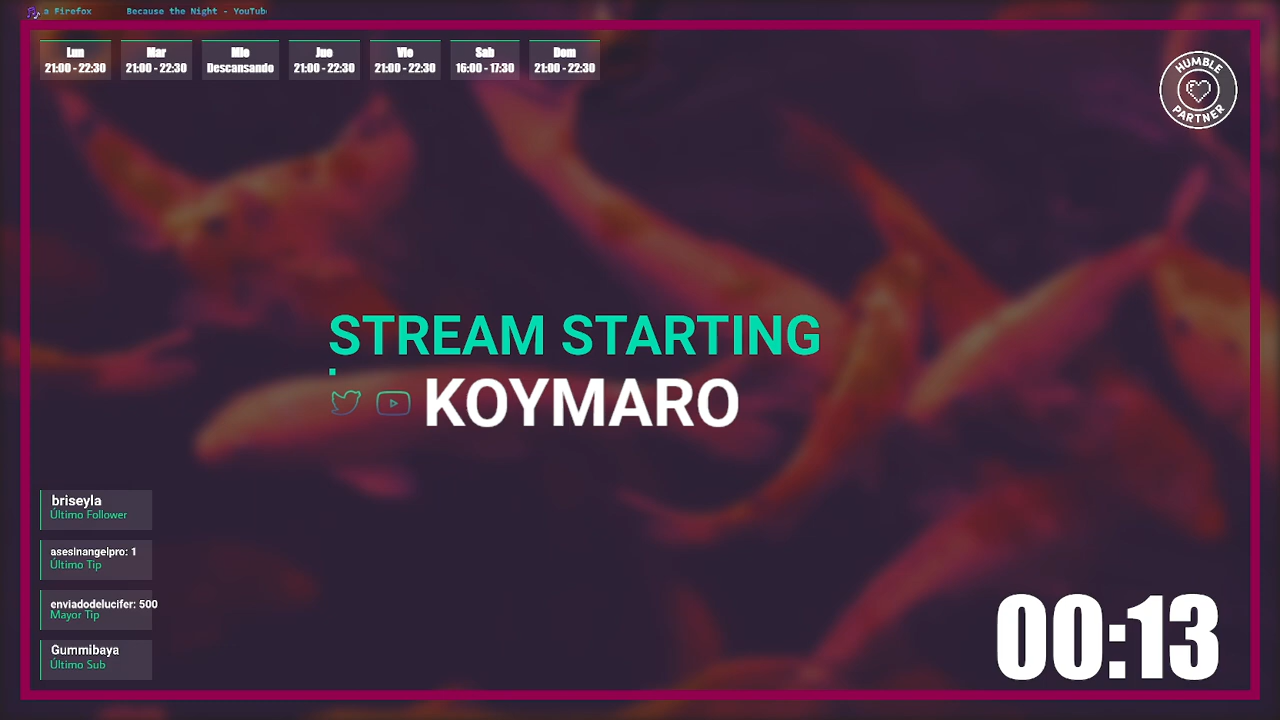 a Firefox Because the Night - YouTub
Lun
21:00 - 22:30
Mar
21:00 - 22:30
Mie
Descansando
Jue
21:00 - 22:30
Vie
21:00 - 22:30
Sab
16:00 - 17:30
Dom
21:00 - 22:30
HUMBLE
PARTNER
STREAM STARTING
KOYMARO
briseyla
Último Follower
asesinangelpro: 1
Último Tip
enviadodelucifer: 500
Mayor Tip
Gummibaya
Último Sub
00:13